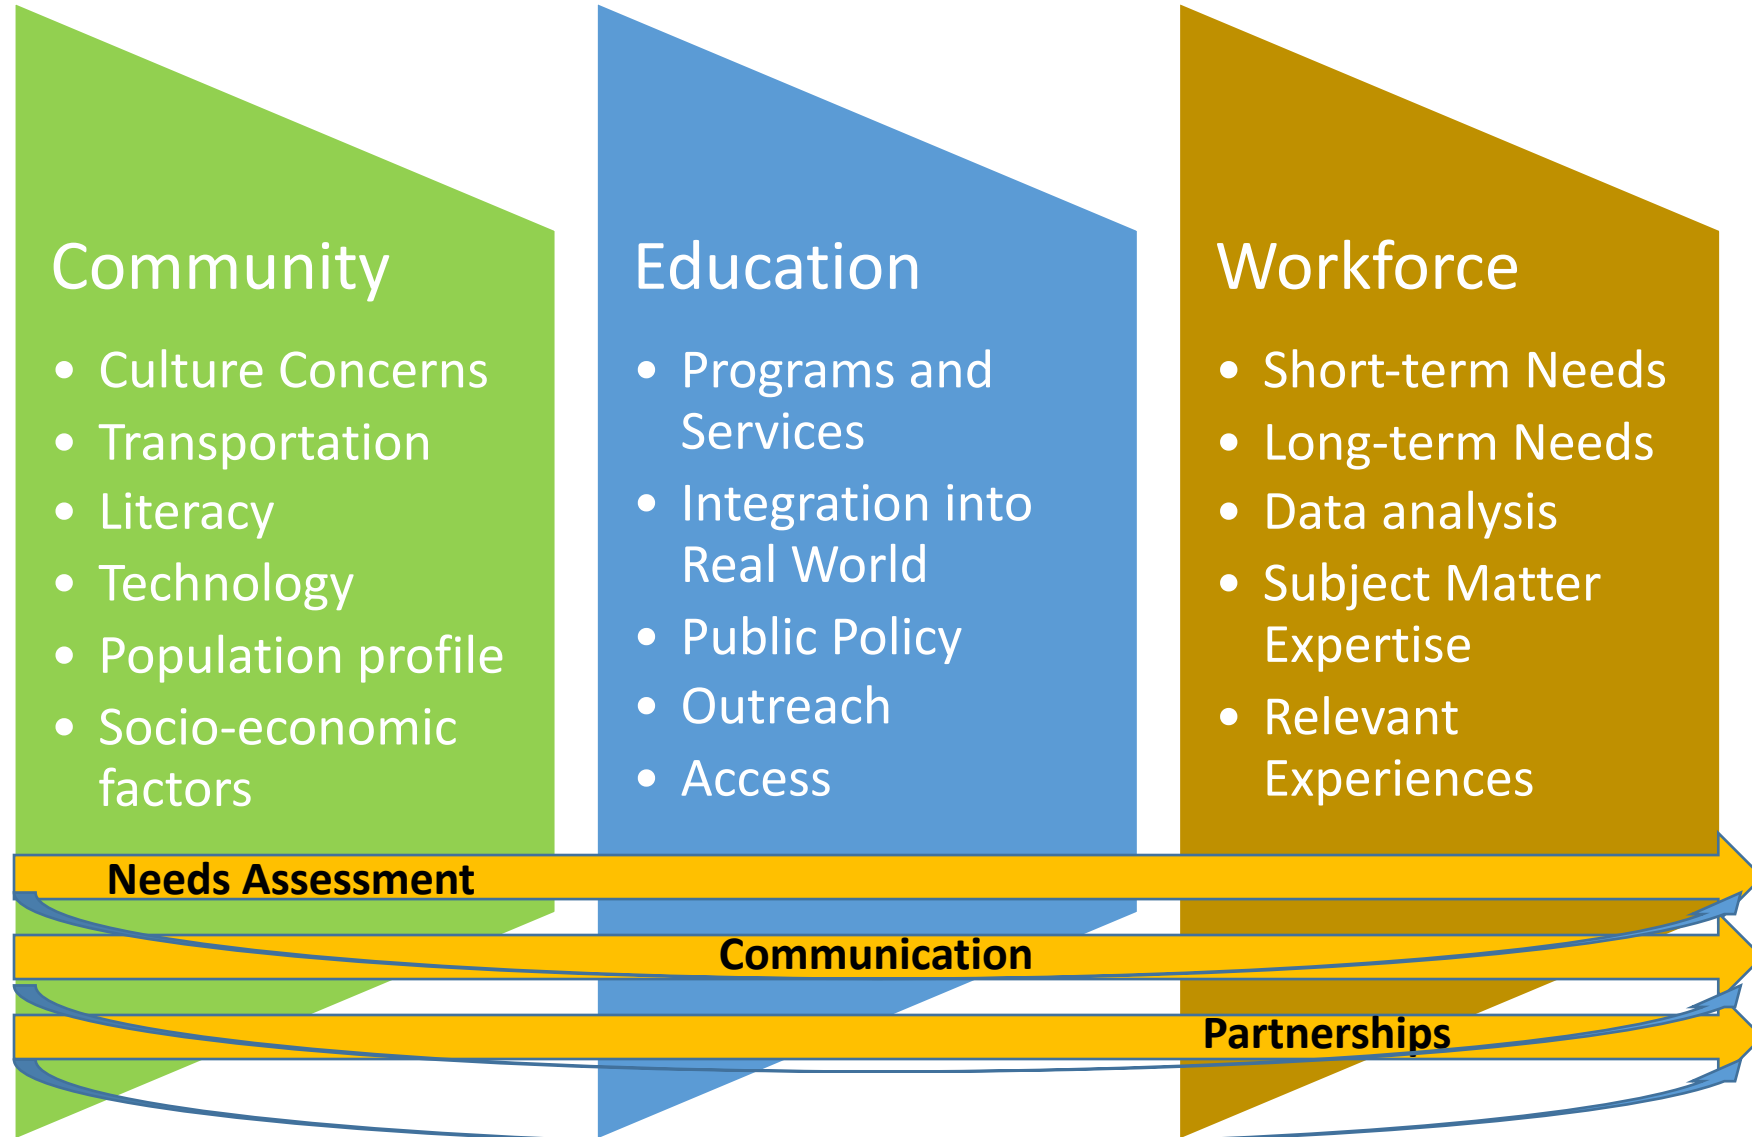 Community
• Culture Concerns
• Transportation
• Literacy
• Technology
• Population profile
• Socio-economic
factors
Education
• Programs and
Services
• Integration into
Real World
• Public Policy
• Outreach
• Access
Workforce
• Short-term Needs
• Long-term Needs
• Data analysis
• Subject Matter
Expertise
• Relevant
Experiences
Needs Assessment
Communication
Partnerships